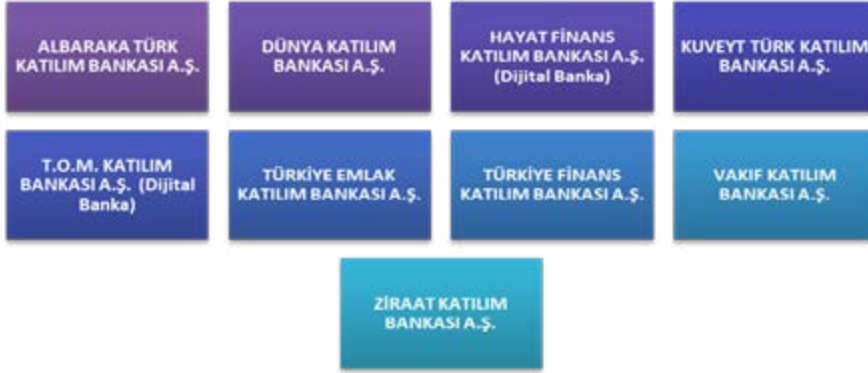 ALBARAKA TÜRK
KATILIM BANKASI A.Ş.
DÜNYA KATILIM
BANKASI A.Ş.
HAYAT FİNANS
KATILIM BANKASI A.Ş.
(Dijital Banka)
KUVEYT TÜRK KATILIM
BANKASI A.Ş.
T.O.M. KATILIM
BANKASI A.Ş. (Dijital
Banka)
TÜRKİYE EMLAK
KATILIM BANKASI A.Ş.
TÜRKİYE FİNANS
KATILIM BANKASI A.Ş.
VAKIF KATILIM
BANKASI A.Ş.
ZİRAAT KATILIM
BANKASI A.Ş.